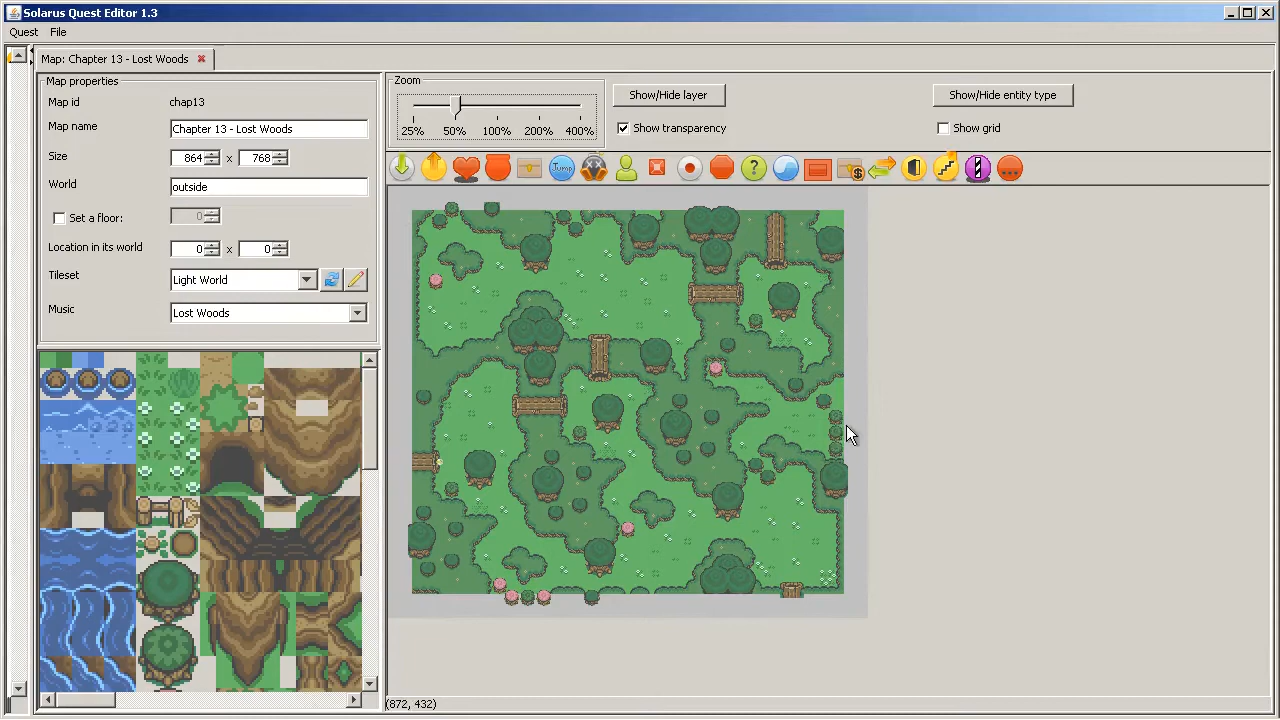 Solarus Quest Editor 1.3
Quest File
Map: Chapter 13 - Lost Woods
Map properties
Map id chap13
Map name Chapter 13 - Lost Woods
Size 864 x 768
World outside
Set a floor: 0
Location in its world 0 x 0
Tileset Light World
Music Lost Woods
Zoom
25% 50% 100% 200% 400%
Show/Hide layer
Show transparency
Show/Hide entity type
Show grid
Jump
?
$
...
(872, 432)